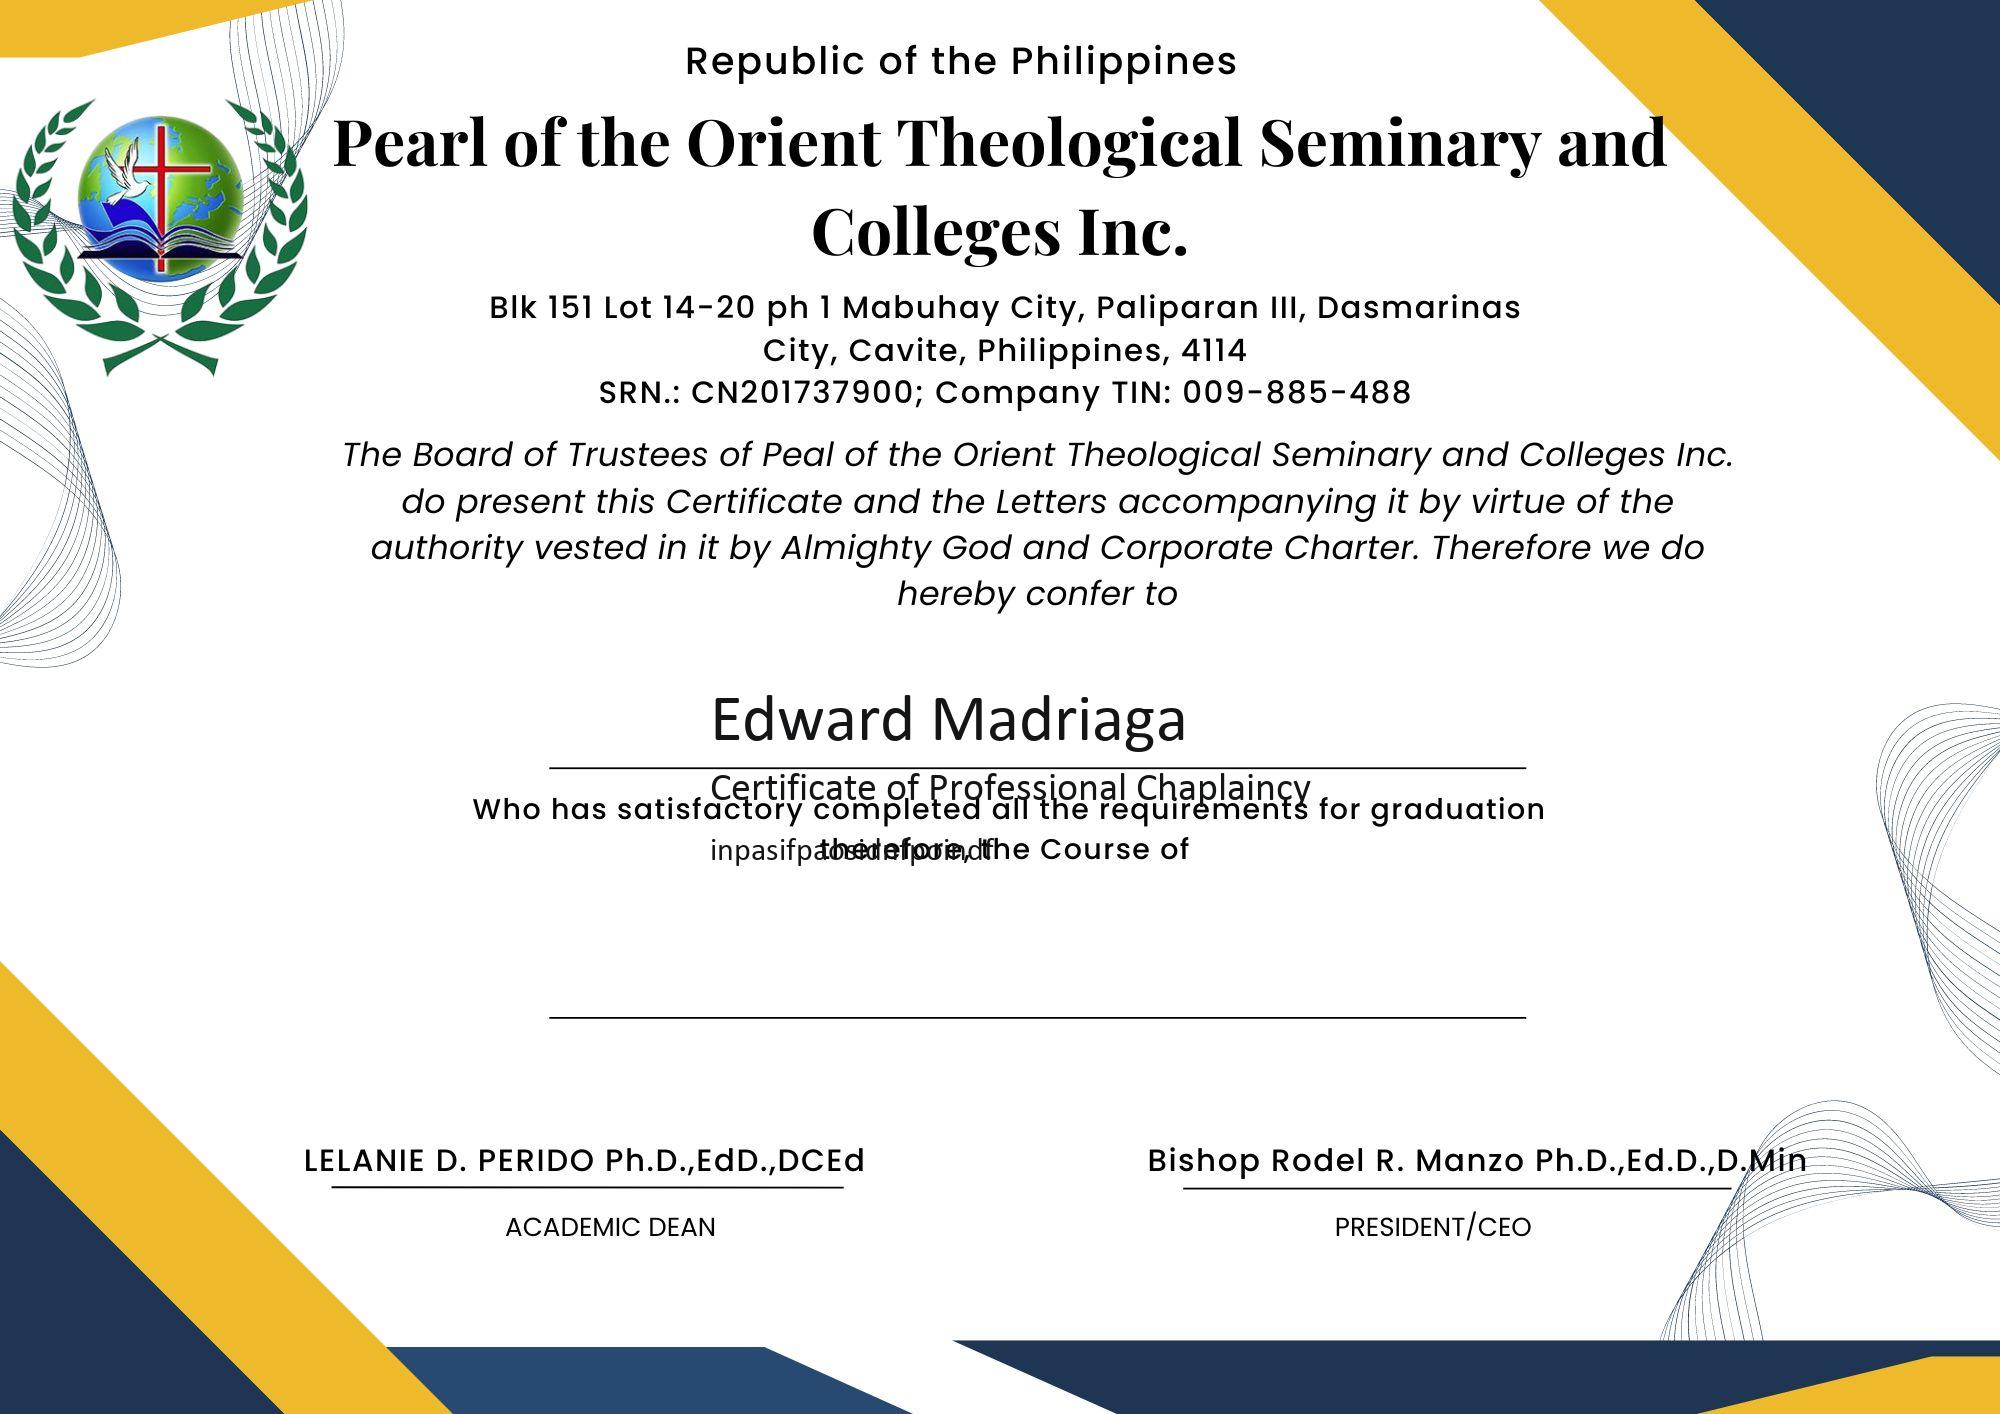 Republic of the Philippines
Pearl of the Orient Theological Seminary and
Colleges Inc.
Blk 151 Lot 14-20 ph 1 Mabuhay City, Paliparan III, Dasmarinas
City, Cavite, Philippines, 4114
SRN.: CN201737900; Company TIN: 009-885-488
The Board of Trustees of Peal of the Orient Theological Seminary and Colleges Inc.
do present this Certificate and the Letters accompanying it by virtue of the
authority vested in it by Almighty God and Corporate Charter. Therefore we do
hereby confer to
Edward Madriaga
Certificate of Professional Chaplaincy
Who has satisfactory completed all the requirements for graduation
therefore, the Course of
LELANIE D. PERIDO Ph.D.,EdD.,DCEd
ACADEMIC DEAN
Bishop Rodel R. Manzo Ph.D.,Ed.D.,D.Min
PRESIDENT/CEO